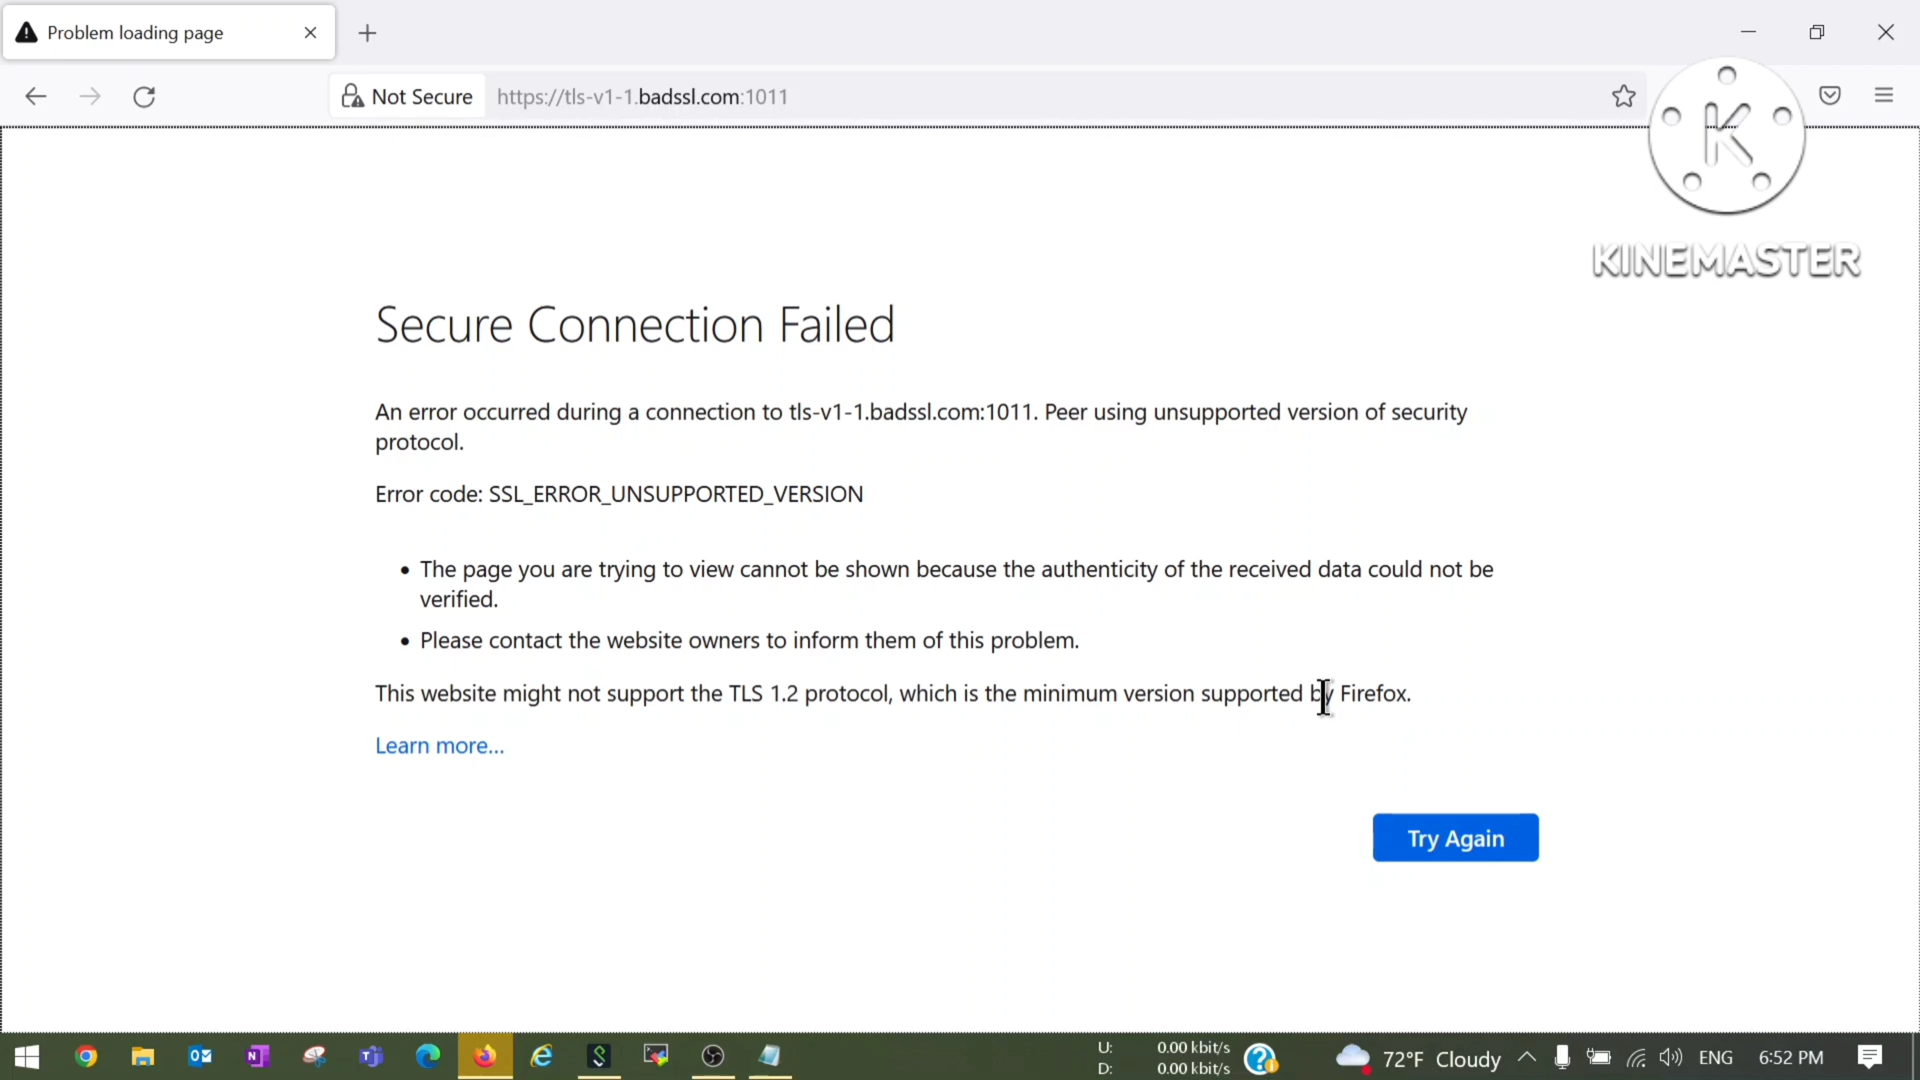 Problem loading page
Not Secure https://tls-v1-1.badssl.com:1011
KINEMASTER
Secure Connection Failed
An error occurred during a connection to tls-v1-1.badssl.com:1011. Peer using unsupported version of security
protocol.
Error code: SSL_ERROR_UNSUPPORTED_VERSION
The page you are trying to view cannot be shown because the authenticity of the received data could not be
verified.
Please contact the website owners to inform them of this problem.
This website might not support the TLS 1.2 protocol, which is the minimum version supported by Firefox.
Learn more...
Try Again
U: 0.00 kbit/s
D: 0.00 kbit/s
72°F Cloudy ENG 6:52 PM